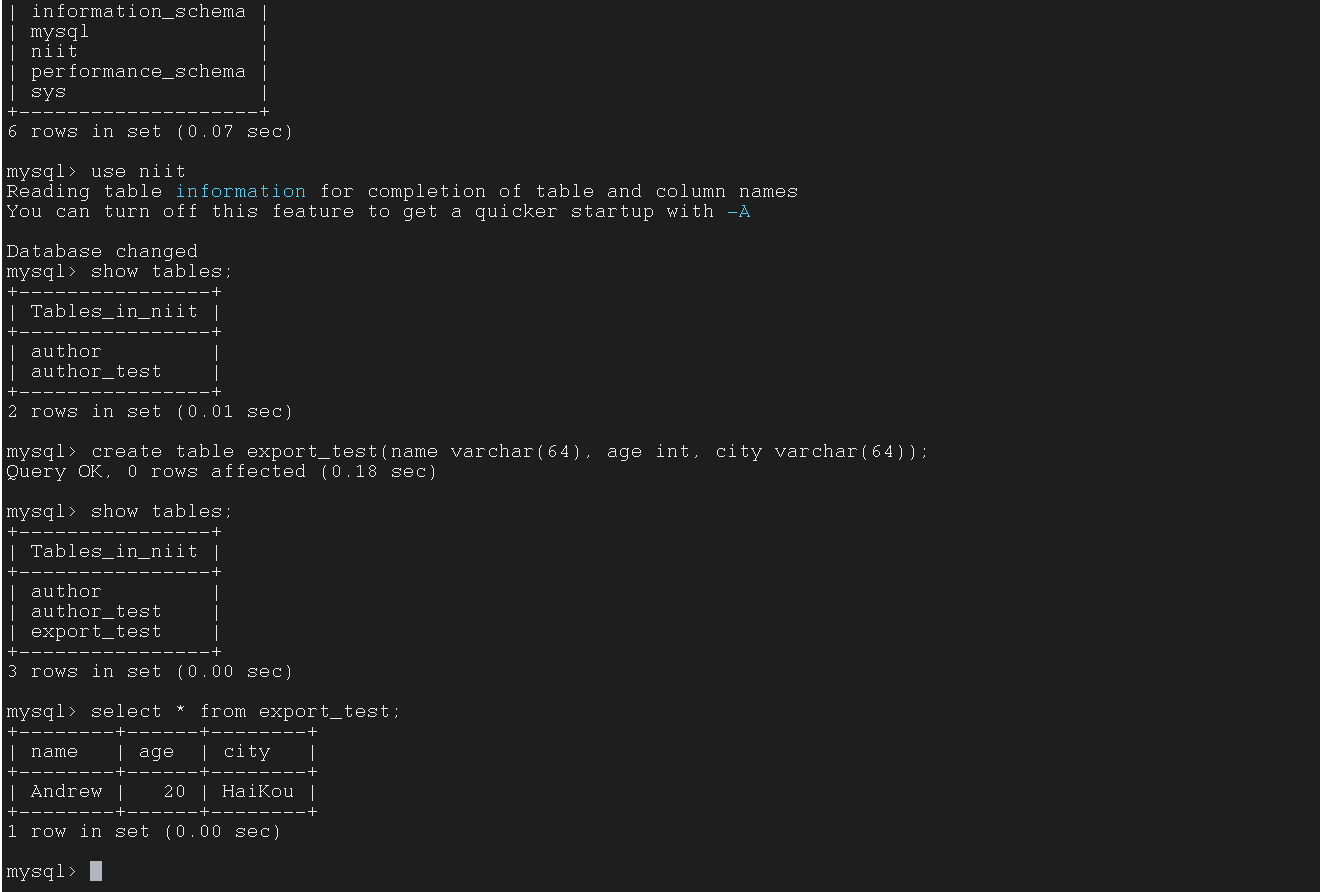 | information_schema |
| mysql              |
| niit               |
| performance_schema |
| sys                |
+--------------------+
6 rows in set (0.07 sec)

mysql> use niit
Reading table information for completion of table and column names
You can turn off this feature to get a quicker startup with -A

Database changed
mysql> show tables;
+----------------+
| Tables_in_niit |
+----------------+
| author         |
| author_test    |
+----------------+
2 rows in set (0.01 sec)

mysql> create table export_test(name varchar(64), age int, city varchar(64));
Query OK, 0 rows affected (0.18 sec)

mysql> show tables;
+----------------+
| Tables_in_niit |
+----------------+
| author         |
| author_test    |
| export_test    |
+----------------+
3 rows in set (0.00 sec)

mysql> select * from export_test;
+--------+------+--------+
| name   | age  | city   |
+--------+------+--------+
| Andrew |   20 | HaiKou |
+--------+------+--------+
1 row in set (0.00 sec)

mysql>